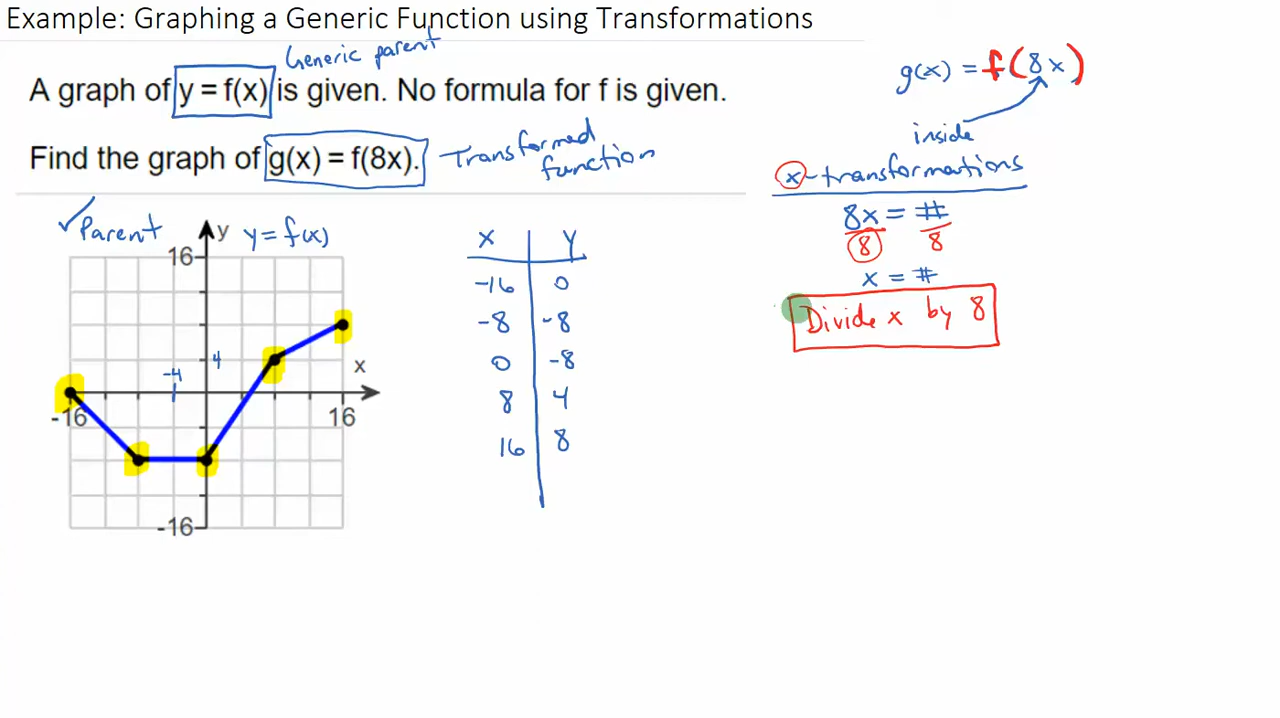 Example: Graphing a Generic Function using Transformations
Generic parent
A graph of y = f(x) is given. No formula for f is given.
Find the graph of g(x) = f(8x).
Transformed
function
g(x) = f(8x)
inside
x-transformations
8x = #
8 8
x = #
Divide x by 8
✓Parent
y = f(x)
y
16
4
-4
x
-16
16
-16
x y
-16 0
-8 -8
0 -8
8 4
16 8